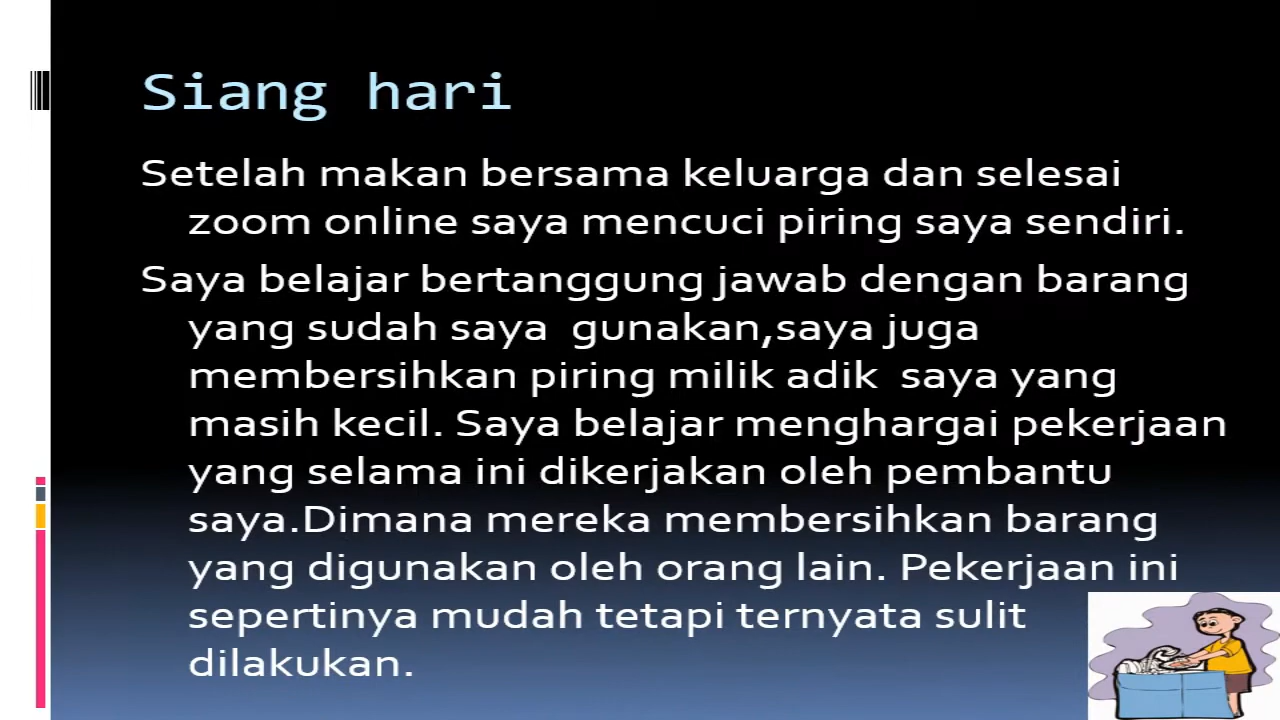 Siang hari
Setelah makan bersama keluarga dan selesai
zoom online saya mencuci piring saya sendiri.
Saya belajar bertanggung jawab dengan barang
yang sudah saya  gunakan,saya juga
membersihkan piring milik adik  saya yang
masih kecil. Saya belajar menghargai pekerjaan
yang selama ini dikerjakan oleh pembantu
saya.Dimana mereka membersihkan barang
yang digunakan oleh orang lain. Pekerjaan ini
sepertinya mudah tetapi ternyata sulit
dilakukan.